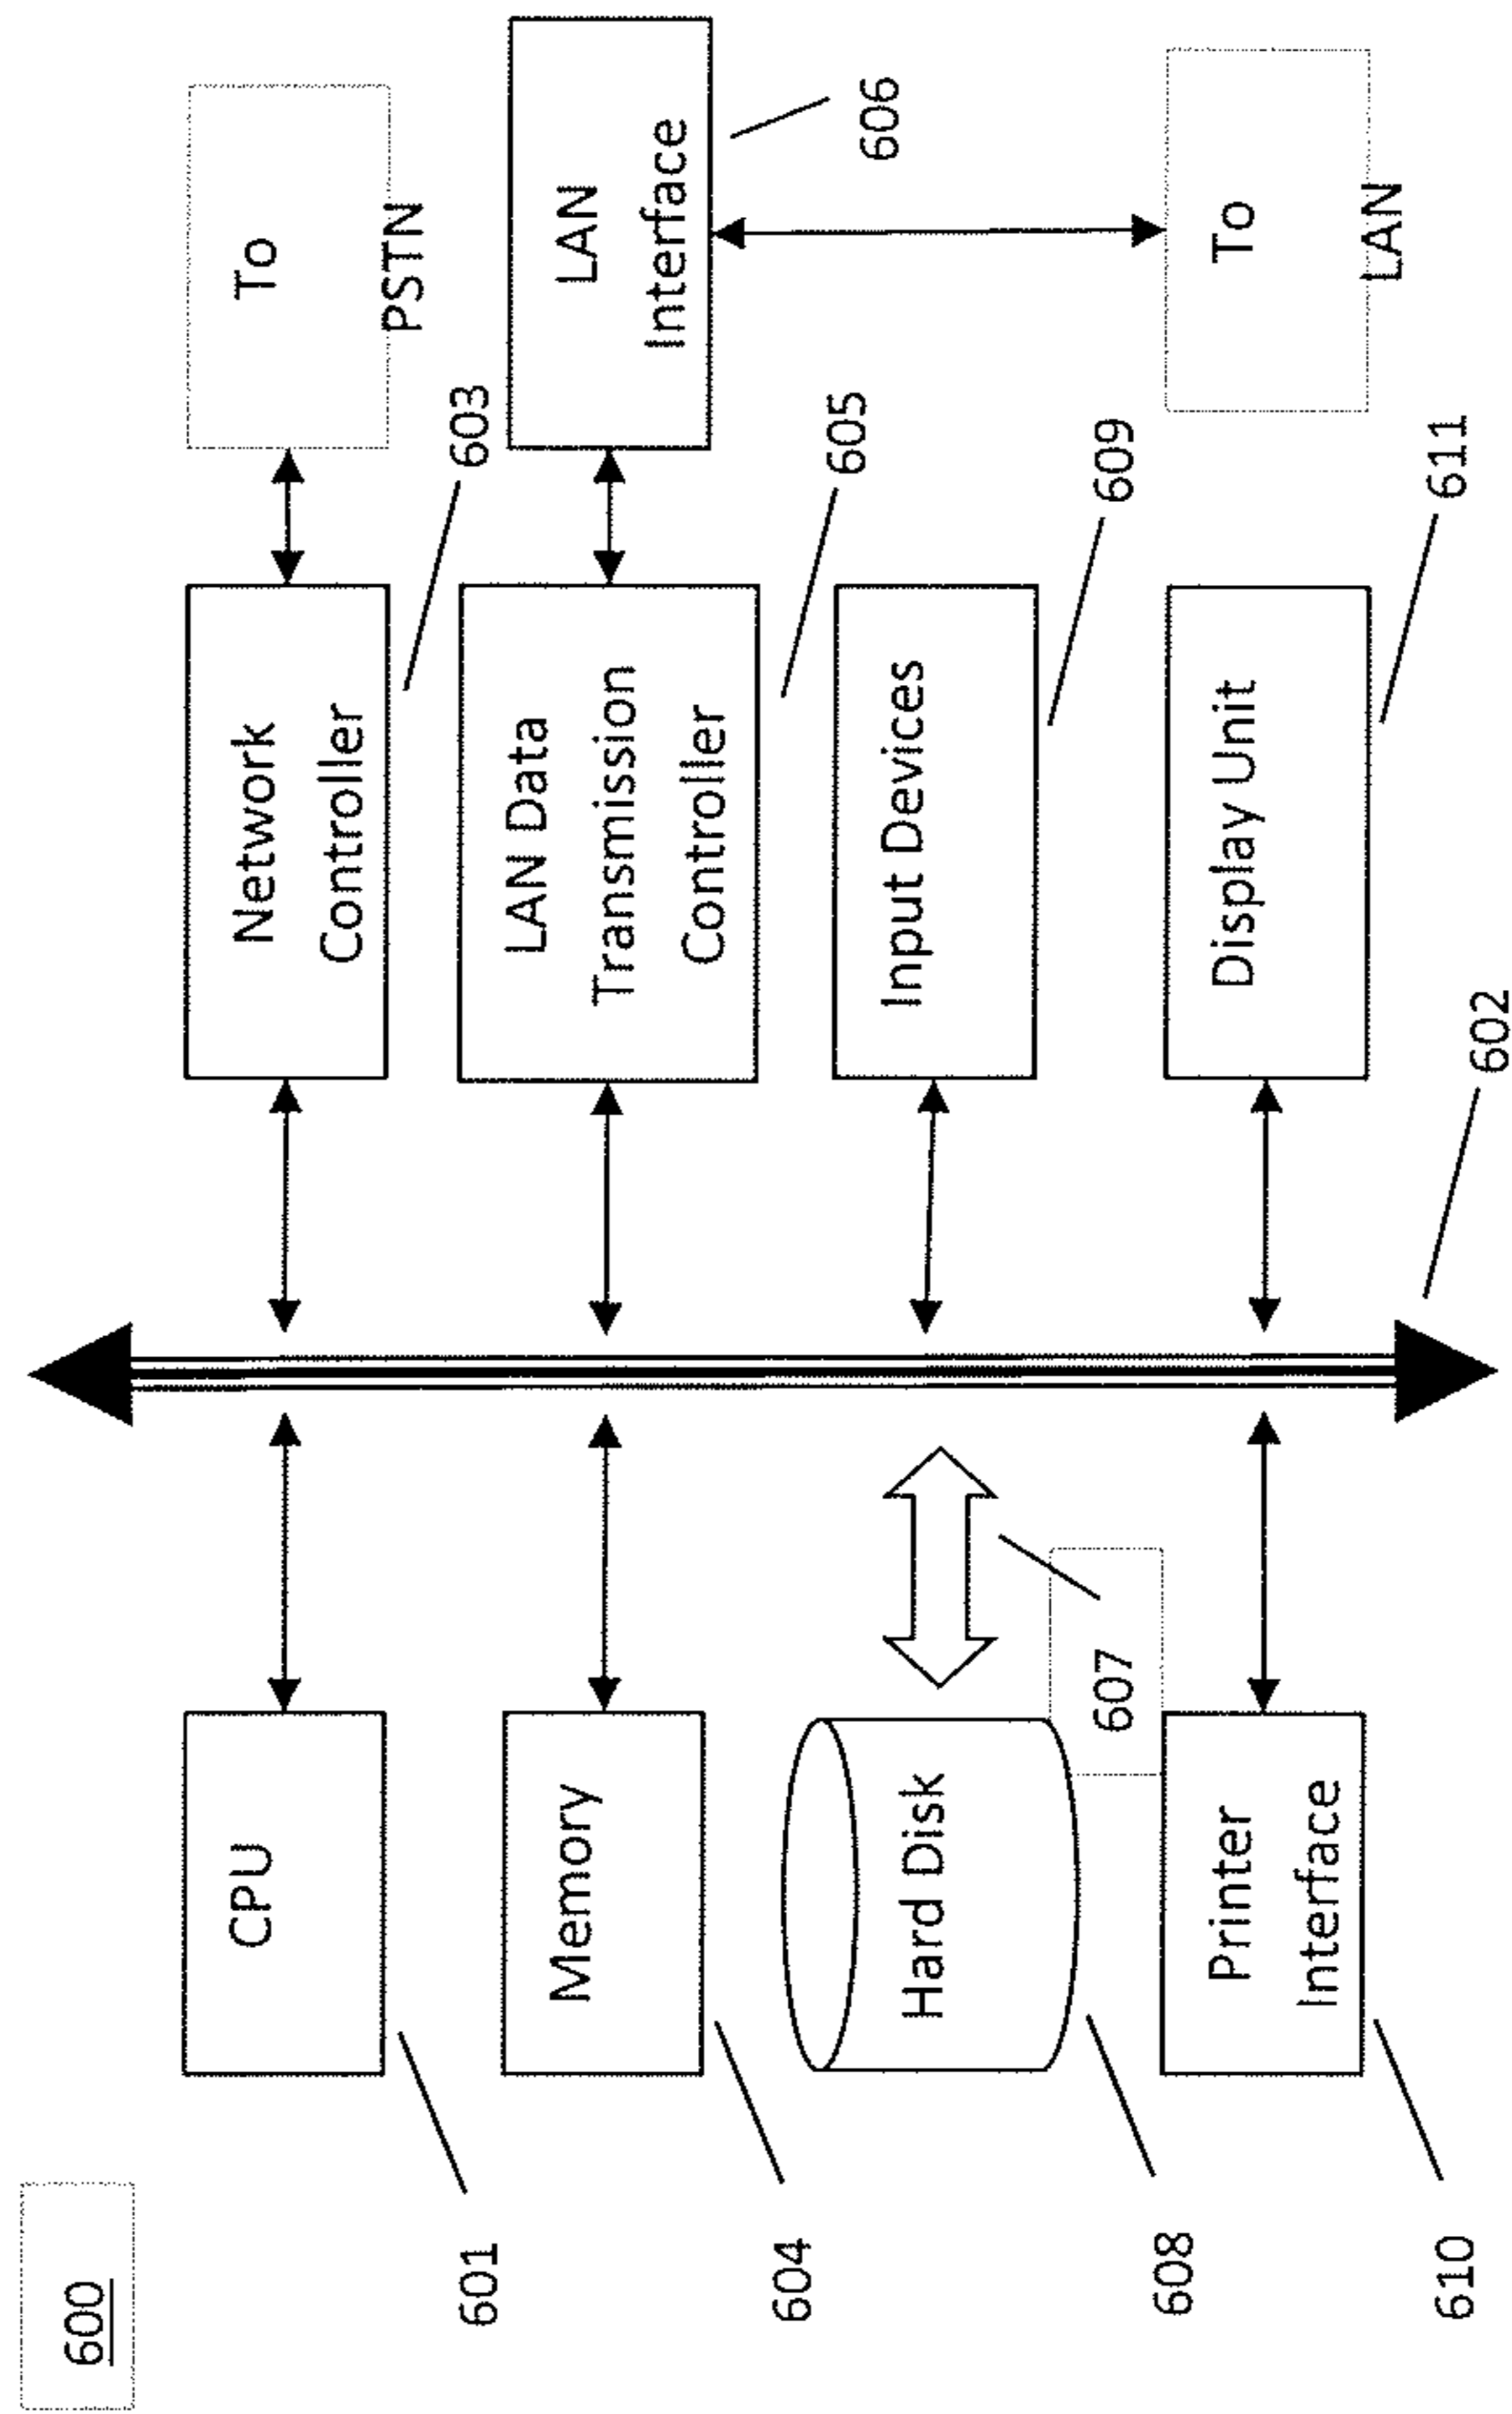 600
CPU
601
Memory
604
Hard Disk
608
607
Printer
Interface
610
602
Network
Controller
603
LAN Data
Transmission
Controller
605
Input Devices
609
Display Unit
611
To
PSTN
LAN
Interface
606
To
LAN